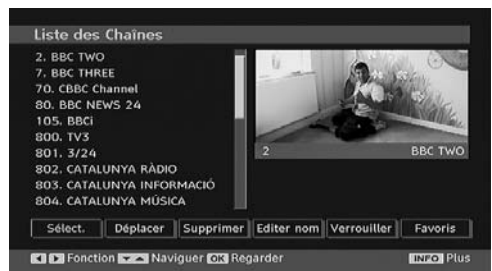 Liste des Chaînes
2. BBC TWO
7. BBC THREE
70. CBBC Channel
80. BBC NEWS 24
105. BBCi
800. TV3
801. 3/24
802. CATALUNYA RÀDIO
803. CATALUNYA INFORMACIÓ
804. CATALUNYA MÚSICA
2 BBC TWO
Sélect. Déplacer Supprimer Editer nom Verrouiller Favoris
Fonction Naviguer OK Regarder INFO Plus